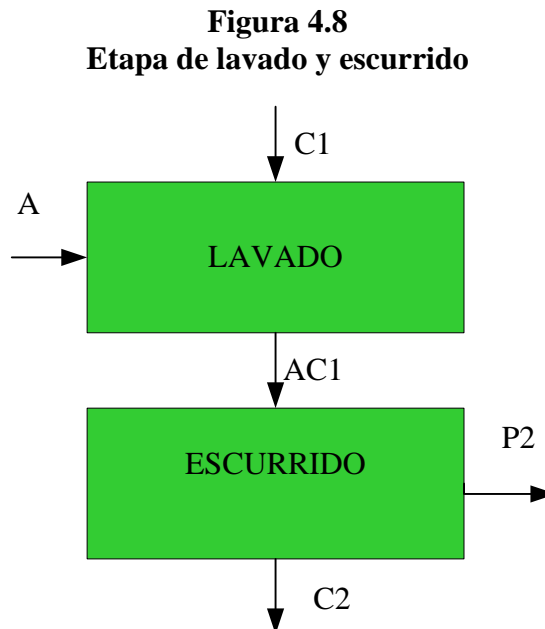 Figura 4.8
Etapa de lavado y escurrido
C1
A
LAVADO
AC1
ESCURRIDO
P2
C2